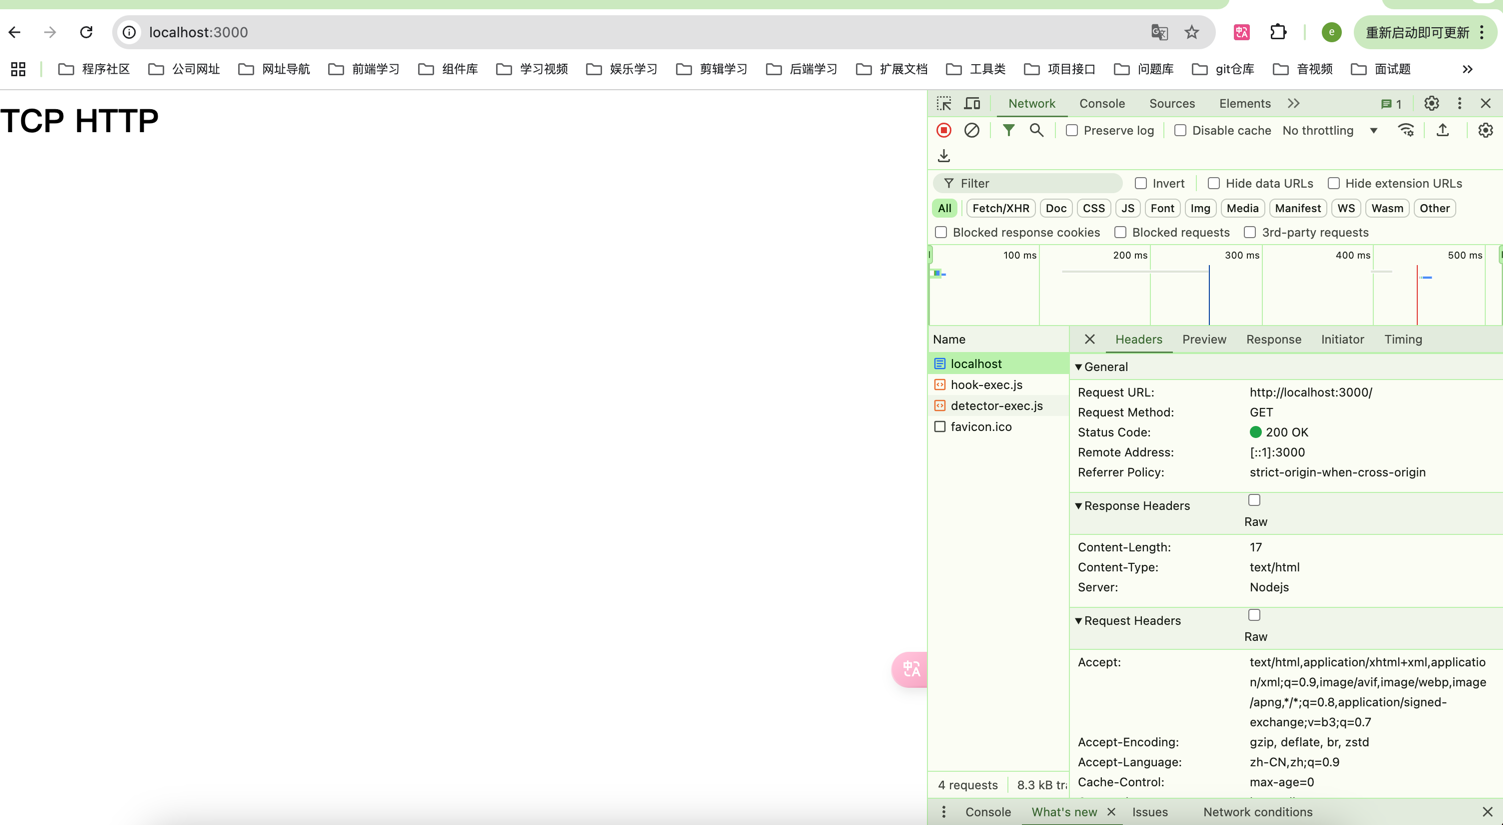 localhost:3000
e
重新启动即可更新
程序社区 公司网址 网址导航 前端学习 组件库 学习视频 娱乐学习 剪辑学习 后端学习 扩展文档 工具类 项目接口 问题库 git仓库 音视频 面试题
TCP HTTP
Network Console Sources Elements 1
Preserve log Disable cache No throttling
Filter Invert Hide data URLs Hide extension URLs
All Fetch/XHR Doc CSS JS Font Img Media Manifest WS Wasm Other
Blocked response cookies Blocked requests 3rd-party requests
100 ms 200 ms 300 ms 400 ms 500 ms
Name
localhost
hook-exec.js
detector-exec.js
favicon.ico
Headers Preview Response Initiator Timing
General
Request URL: http://localhost:3000/
Request Method: GET
Status Code: 200 OK
Remote Address: [::1]:3000
Referrer Policy: strict-origin-when-cross-origin
Response Headers
Raw
Content-Length: 17
Content-Type: text/html
Server: Nodejs
Request Headers
Raw
Accept: text/html,application/xhtml+xml,applicatio
n/xml;q=0.9,image/avif,image/webp,image
/apng,*/*;q=0.8,application/signed-
exchange;v=b3;q=0.7
Accept-Encoding: gzip, deflate, br, zstd
Accept-Language: zh-CN,zh;q=0.9
Cache-Control: max-age=0
中A
4 requests 8.3 kB tra
Console What's new Issues Network conditions